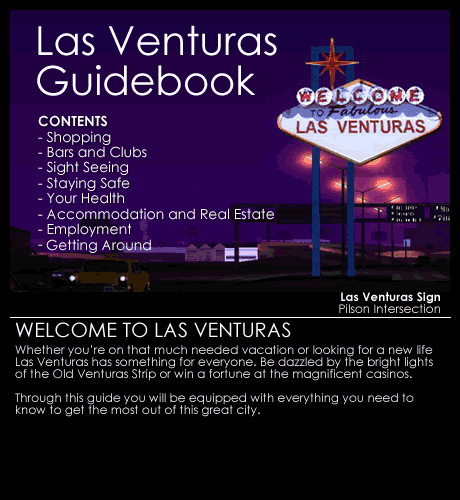 Las Venturas
Guidebook
CONTENTS
- Shopping
- Bars and Clubs
- Sight Seeing
- Staying Safe
- Your Health
- Accommodation and Real Estate
- Employment
- Getting Around
WELCOME
TO Fabulous
LAS VENTURAS
Las Venturas Sign
Pilson Intersection
WELCOME TO LAS VENTURAS
Whether you're on that much needed vacation or looking for a new life
Las Venturas has something for everyone. Be dazzled by the bright lights
of the Old Venturas Strip or win a fortune at the magnificent casinos.
Through this guide you will be equipped with everything you need to
know to get the most out of this great city.